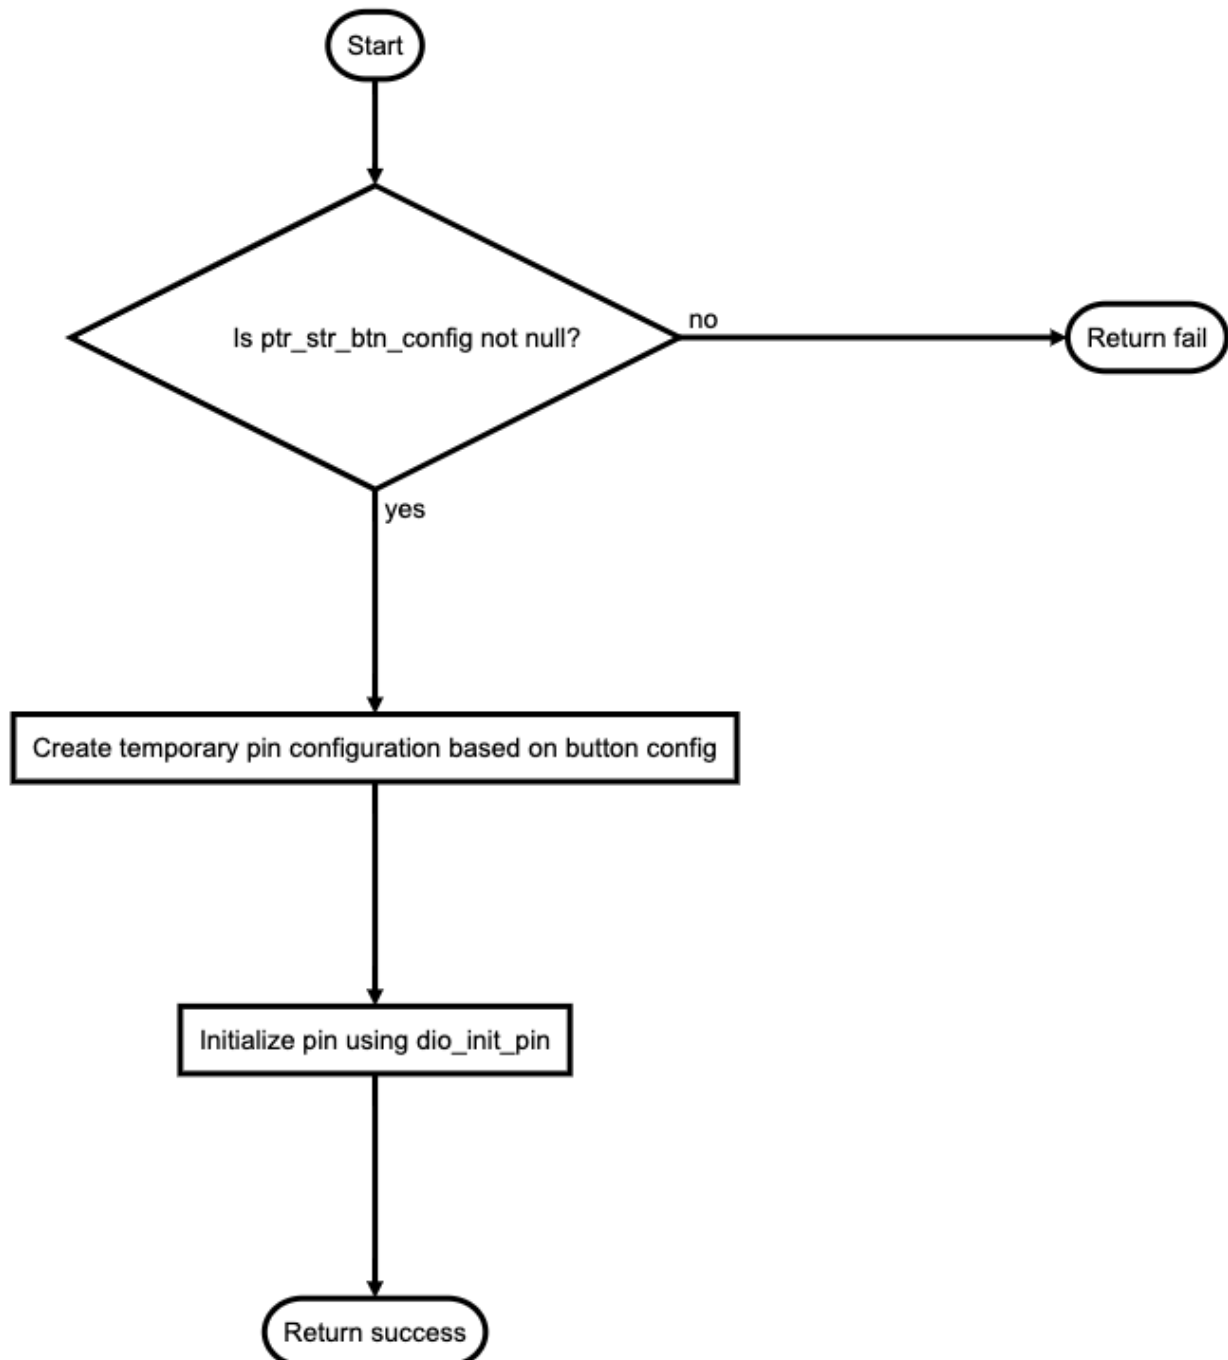 Start
Is ptr_str_btn_config not null?
no
Return fail
yes
Create temporary pin configuration based on button config
Initialize pin using dio_init_pin
Return success